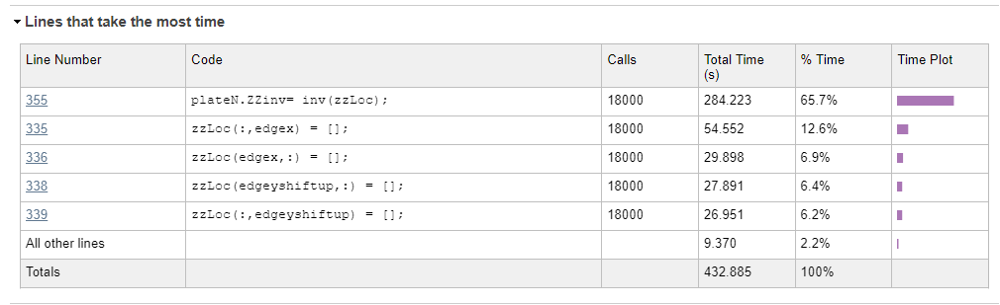 Lines that take the most time
Line Number Code Calls Total Time (s) % Time Time Plot
355 plateN.ZZinv= inv(zzLoc); 18000 284.223 65.7%
335 zzLoc(:,edgex) = []; 18000 54.552 12.6%
336 zzLoc(edgex,:) = []; 18000 29.898 6.9%
338 zzLoc(edgeyshiftup,:) = []; 18000 27.891 6.4%
339 zzLoc(:,edgeyshiftup) = []; 18000 26.951 6.2%
All other lines 9.370 2.2%
Totals 432.885 100%